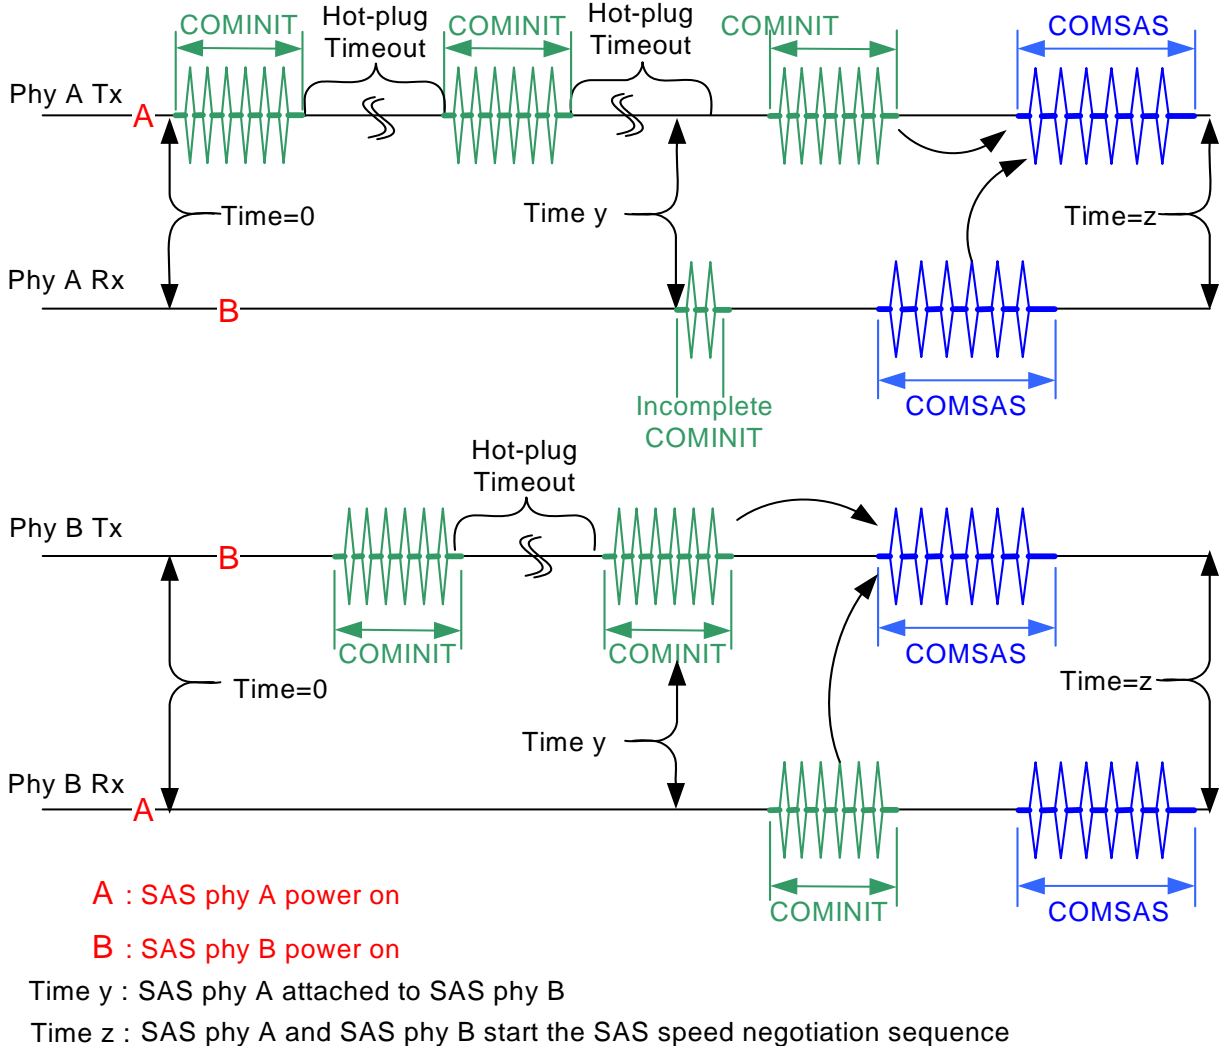 COMINIT
Hot-plug
Timeout
COMINIT
Hot-plug
Timeout
COMINIT
COMSAS
Phy A Tx
A
Time=0
Time y
Time=z
Phy A Rx
B
Incomplete
COMINIT
COMSAS
Hot-plug
Timeout
Phy B Tx
B
COMINIT
COMINIT
COMSAS
Time=0
Time y
Time=z
Phy B Rx
A
COMINIT
COMSAS
A : SAS phy A power on
B : SAS phy B power on
Time y : SAS phy A attached to SAS phy B
Time z : SAS phy A and SAS phy B start the SAS speed negotiation sequence